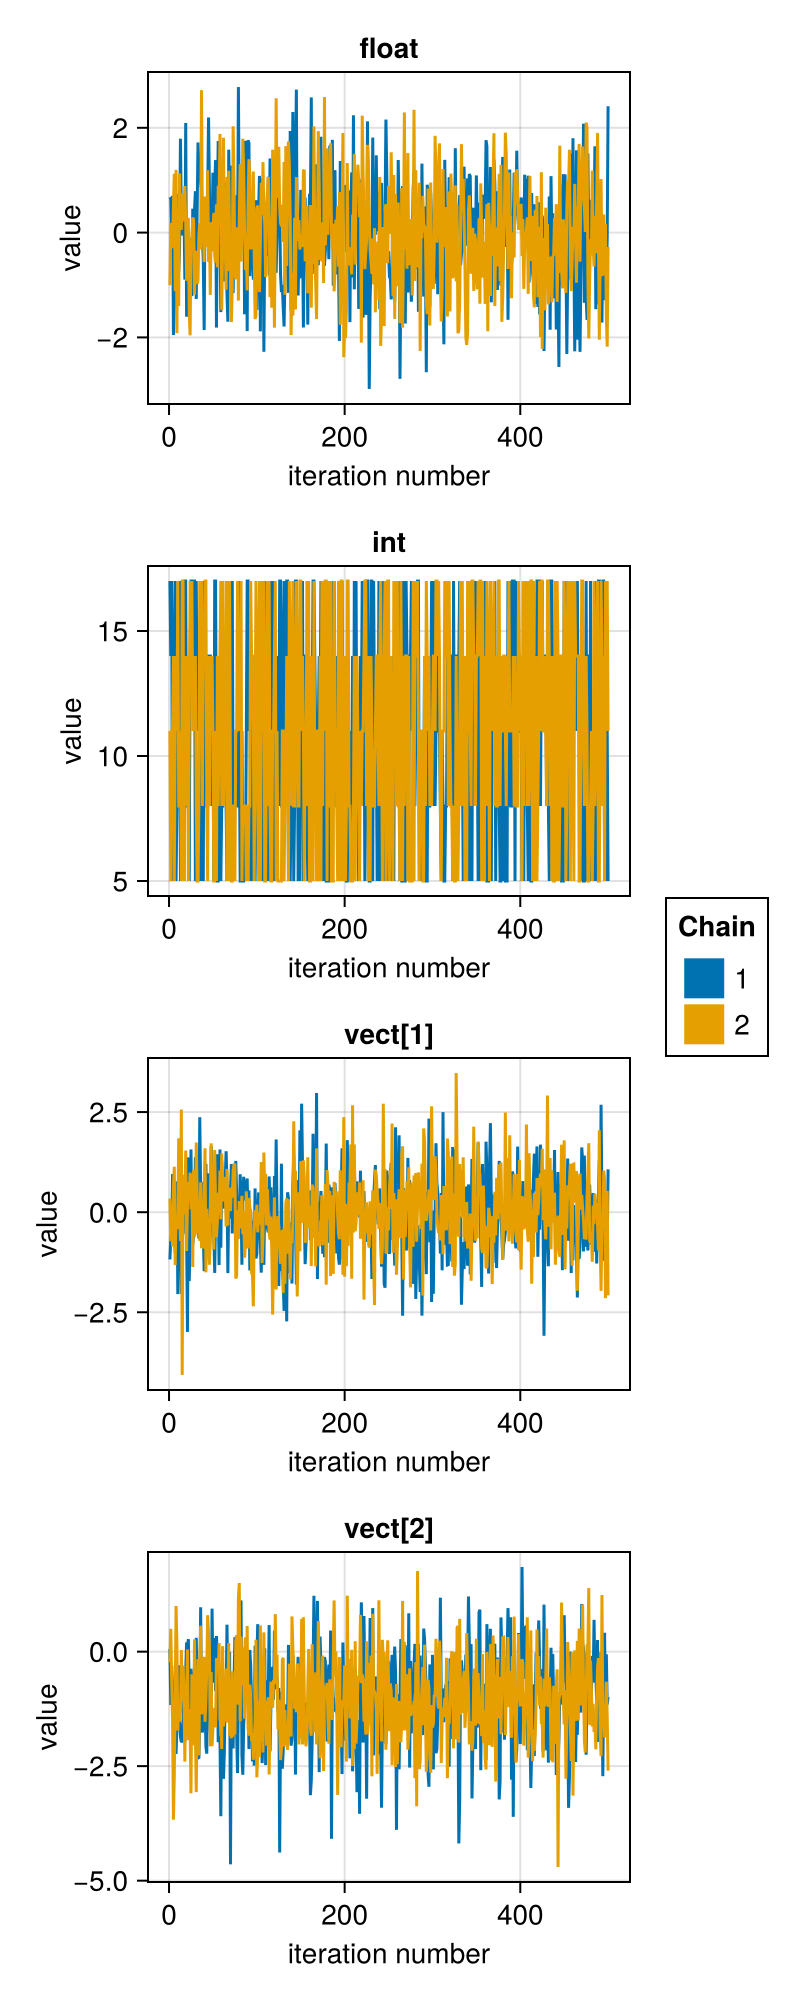 float
2
0
−2
value
0 200 400
iteration number
int
15
10
5
value
0 200 400
iteration number
Chain
1
2
vect[1]
2.5
0.0
−2.5
value
0 200 400
iteration number
vect[2]
0.0
−2.5
−5.0
value
0 200 400
iteration number